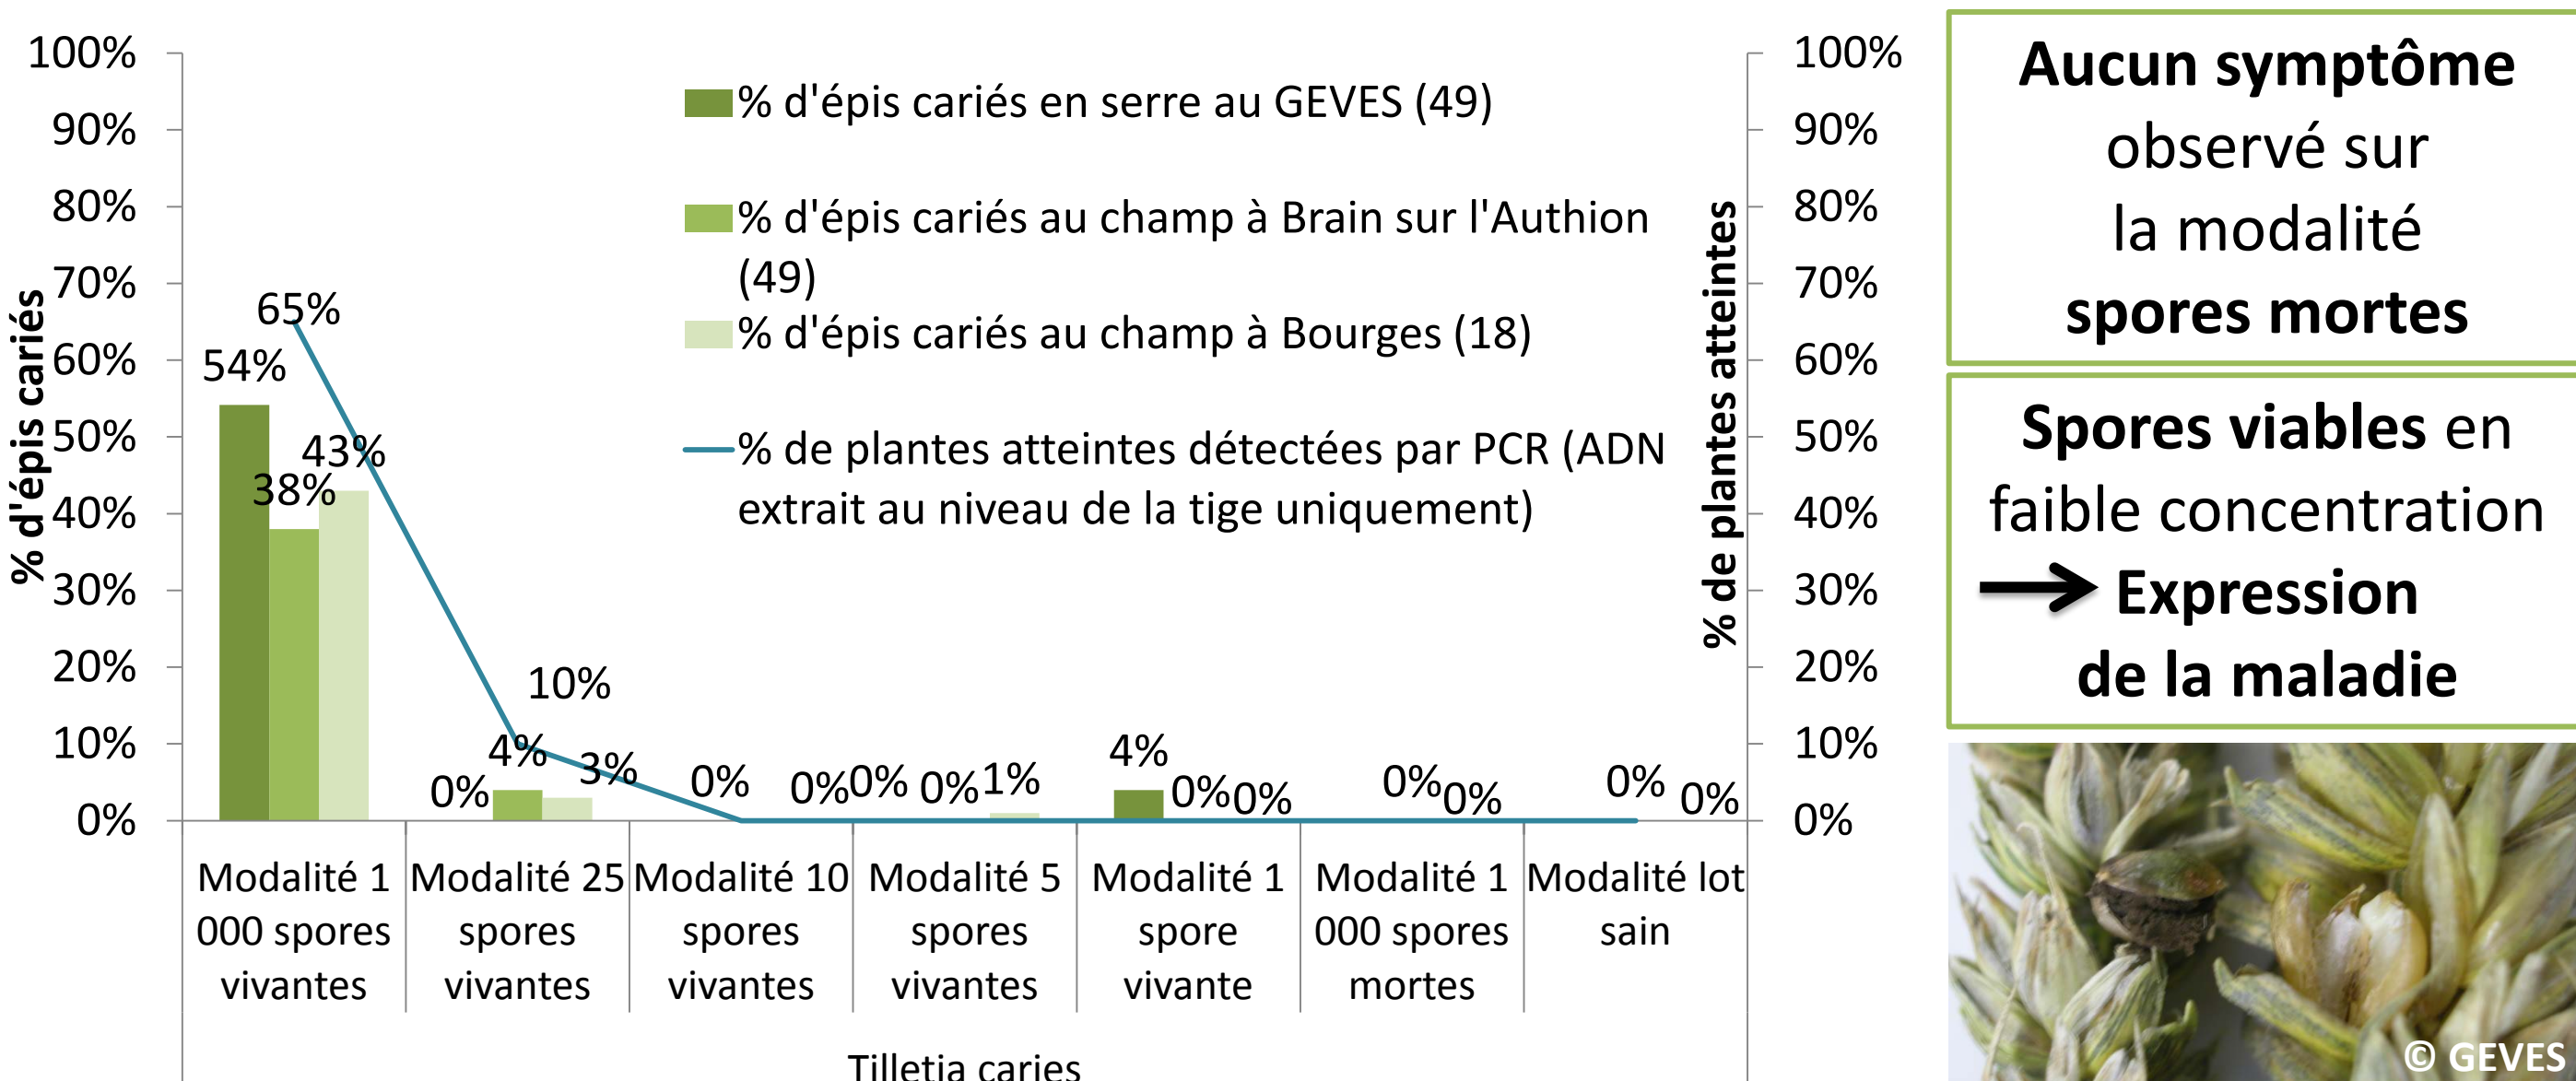 100%
90%
80%
70%
60%
50%
40%
30%
20%
10%
0%
% d'épis cariés
% d'épis cariés en serre au GEVES (49)
% d'épis cariés au champ à Brain sur l'Authion
(49)
% d'épis cariés au champ à Bourges (18)
% de plantes atteintes détectées par PCR (ADN
extrait au niveau de la tige uniquement)
65%
54%
43%
38%
10%
0%
4%
3%
0%
0%
0%
0%
1%
4%
0%
0%
0%
0%
0%
0%
100%
90%
80%
70%
60%
50%
40%
30%
20%
10%
0%
% de plantes atteintes
Modalité 1
000 spores
vivantes
Modalité 25
spores
vivantes
Modalité 10
spores
vivantes
Modalité 5
spores
vivantes
Modalité 1
spore
vivante
Modalité 1
000 spores
mortes
Modalité lot
sain
Tilletia caries
Aucun symptôme
observé sur
la modalité
spores mortes
Spores viables en
faible concentration
Expression
de la maladie
© GEVES